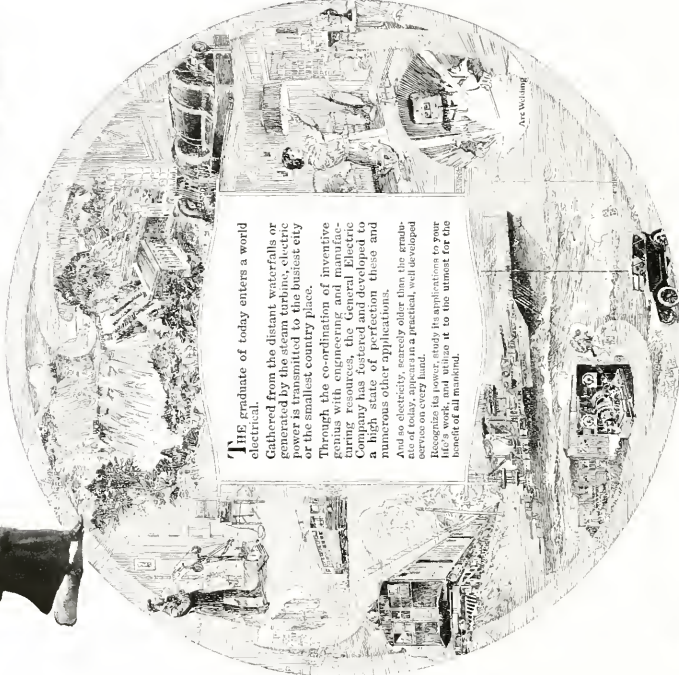 THE graduate of today enters a world
electrical.
Gathered from the distant waterfalls or
generated by the steam turbine, electric
power is transmitted to the busiest city
or the smallest country place.
Through the co-ordination of inventive
genius with engineering and manufac-
turing resources, the General Electric
Company has fostered and developed to
a high state of perfection these and
numerous other applications.
And so electricity, scarcely older than the gradu-
ate of today, appears in a practical, well developed
service on every hand.
Recognize its power, study its applications to your
life's work, and utilize it to the utmost for the
benefit of all mankind.
Arc Welding